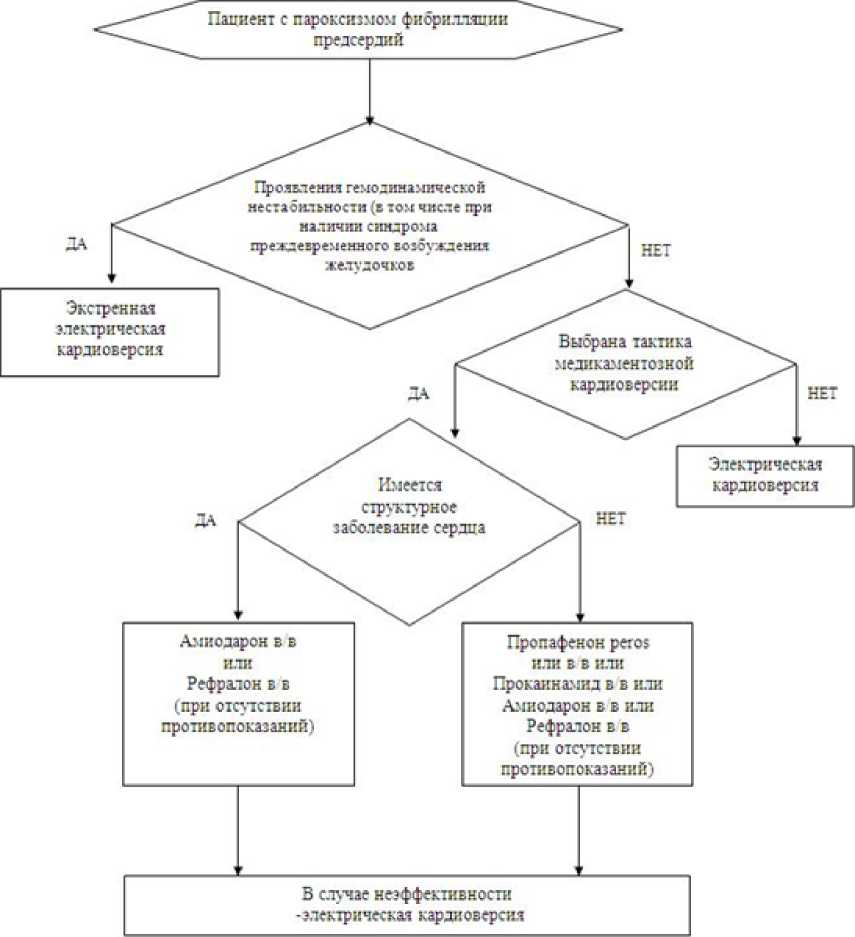 Пациент с пароксизмом фибрилляции
предсердий
Проявления гемодинамической
нестабильности (в том числе при
наличии синдрома
преждевременного возбуждения
желудочков
ДА
НЕТ
Экстренная
электрическая
кардиоверсия
Выбрана тактика
медикаментозной
кардиоверсии
ДА
НЕТ
Электрическая
кардиоверсия
Имеется
структурное
заболевание сердца
ДА
НЕТ
Амиодарон в/в
или
Рефралон в/в
(при отсутствии
противопоказаний)
Пропафенон peros
или в/в или
Прокаинамид в/в или
Амиодарон в/в или
Рефралон в/в
(при отсутствии
противопоказаний)
В случае неэффективности
-электрическая кардиоверсия